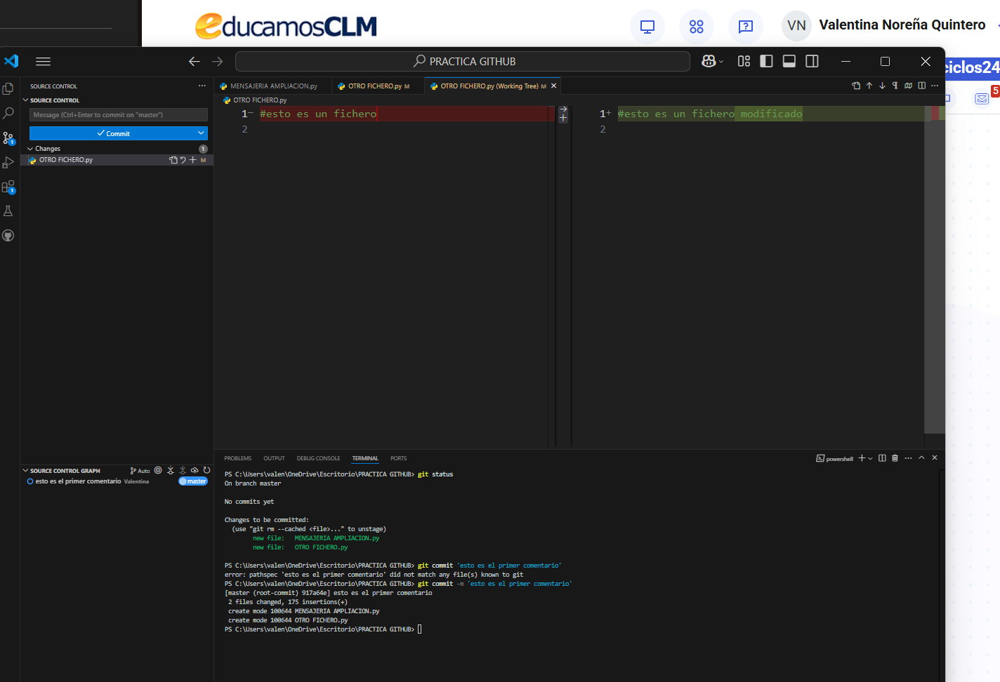 educamosCLM
VN Valentina Noreña Quintero
PRACTICA GITHUB
ciclos24
5
SOURCE CONTROL
MENSAJERIA AMPLIACION.py
OTRO FICHERO.py M
OTRO FICHERO.py (Working Tree) M
SOURCE CONTROL
OTRO FICHERO.py
Message (Ctrl+Enter to commit on "master")
1− #esto es un fichero
1+ #esto es un fichero modificado
Commit
2
2
1
Changes 1
OTRO FICHERO.py M
1
PROBLEMS OUTPUT DEBUG CONSOLE TERMINAL PORTS
powershell
SOURCE CONTROL GRAPH Auto
esto es el primer comentario Valentina master
PS C:\Users\valen\OneDrive\Escritorio\PRACTICA GITHUB> git status
On branch master
No commits yet
Changes to be committed:
(use "git rm --cached <file>..." to unstage)
new file: MENSAJERIA AMPLIACION.py
new file: OTRO FICHERO.py
PS C:\Users\valen\OneDrive\Escritorio\PRACTICA GITHUB> git commit 'esto es el primer comentario'
error: pathspec 'esto es el primer comentario' did not match any file(s) known to git
PS C:\Users\valen\OneDrive\Escritorio\PRACTICA GITHUB> git commit -m 'esto es el primer comentario'
[master (root-commit) 917a64e] esto es el primer comentario
2 files changed, 175 insertions(+)
create mode 100644 MENSAJERIA AMPLIACION.py
create mode 100644 OTRO FICHERO.py
PS C:\Users\valen\OneDrive\Escritorio\PRACTICA GITHUB>